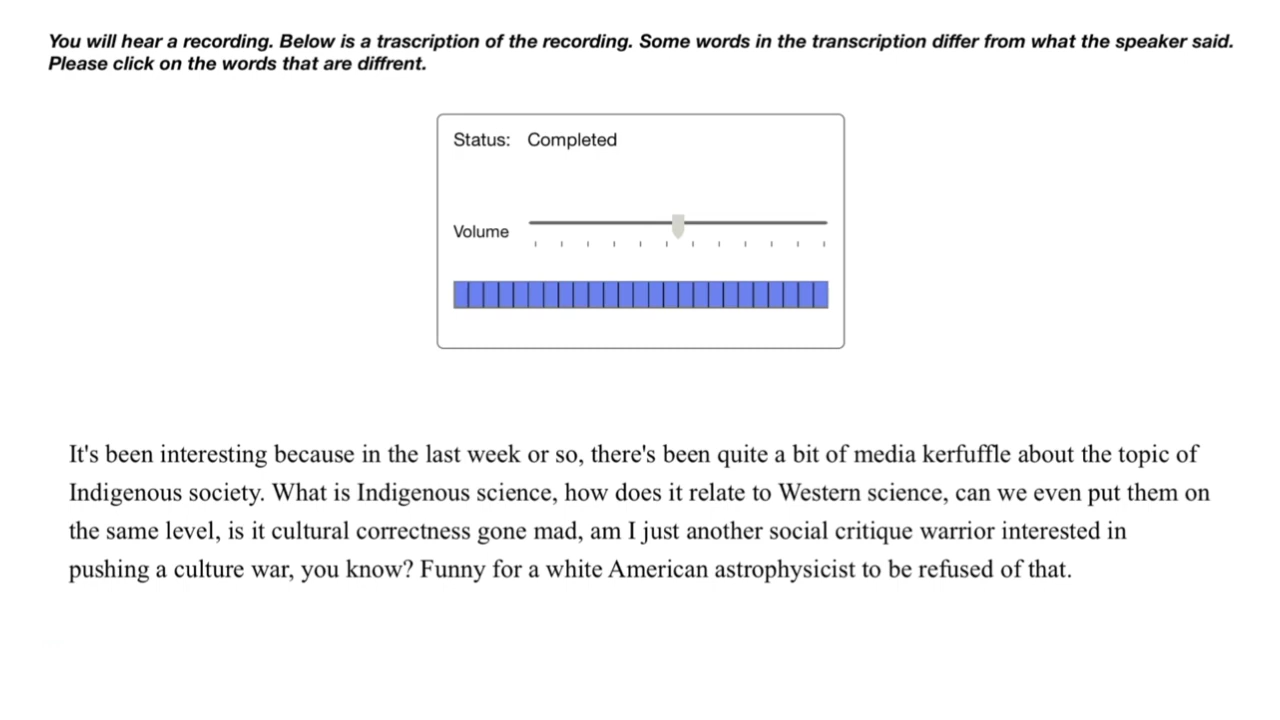 You will hear a recording. Below is a trascription of the recording. Some words in the transcription differ from what the speaker said.
Please click on the words that are diffrent.
Status: Completed
Volume
It's been interesting because in the last week or so, there's been quite a bit of media kerfuffle about the topic of
Indigenous society. What is Indigenous science, how does it relate to Western science, can we even put them on
the same level, is it cultural correctness gone mad, am I just another social critique warrior interested in
pushing a culture war, you know? Funny for a white American astrophysicist to be refused of that.